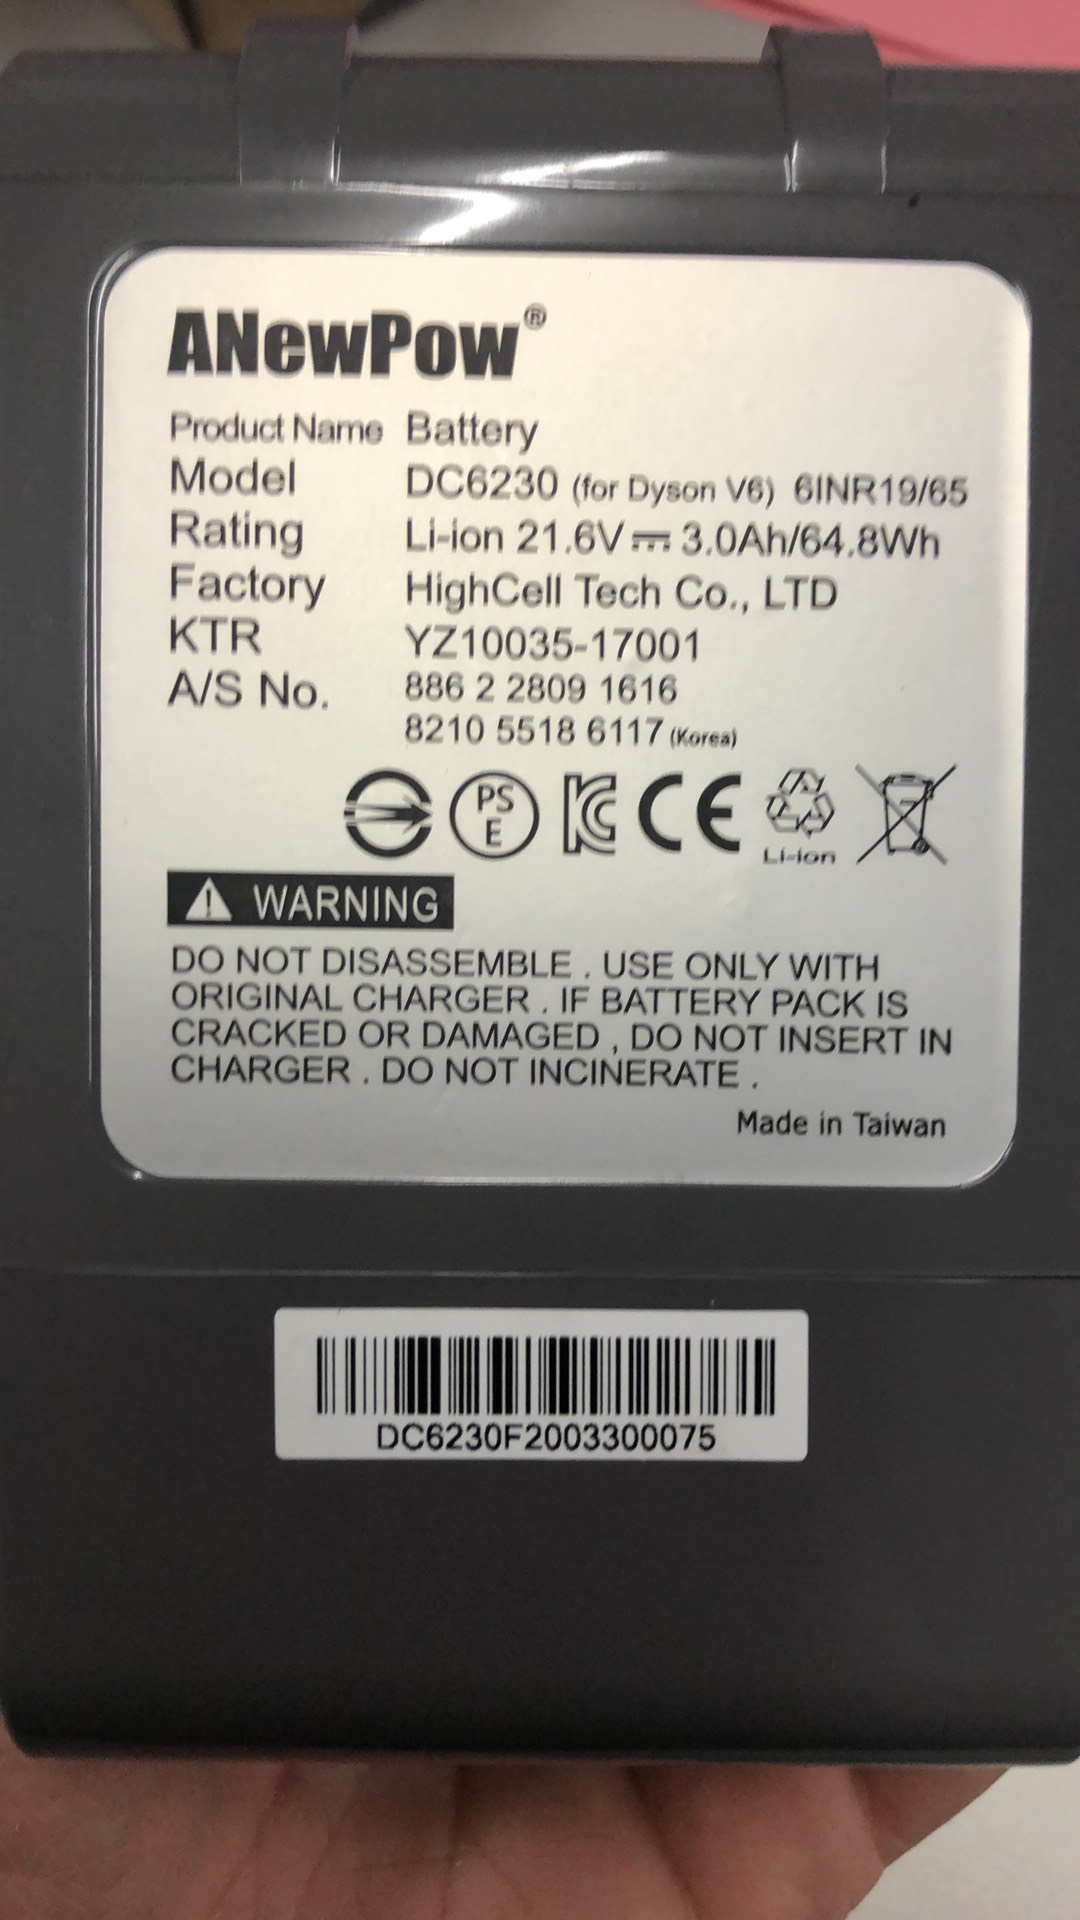 ANewPow®
Product Name Battery
Model DC6230 (for Dyson V6) 6INR19/65
Rating Li-ion 21.6V⎓3.0Ah/64.8Wh
Factory HighCell Tech Co., LTD
KTR YZ10035-17001
A/S No. 886 2 2809 1616
8210 5518 6117 (Korea)
PS
E
CE
Li-ion
WARNING
DO NOT DISASSEMBLE . USE ONLY WITH
ORIGINAL CHARGER . IF BATTERY PACK IS
CRACKED OR DAMAGED , DO NOT INSERT IN
CHARGER . DO NOT INCINERATE .
Made in Taiwan
DC6230F2003300075